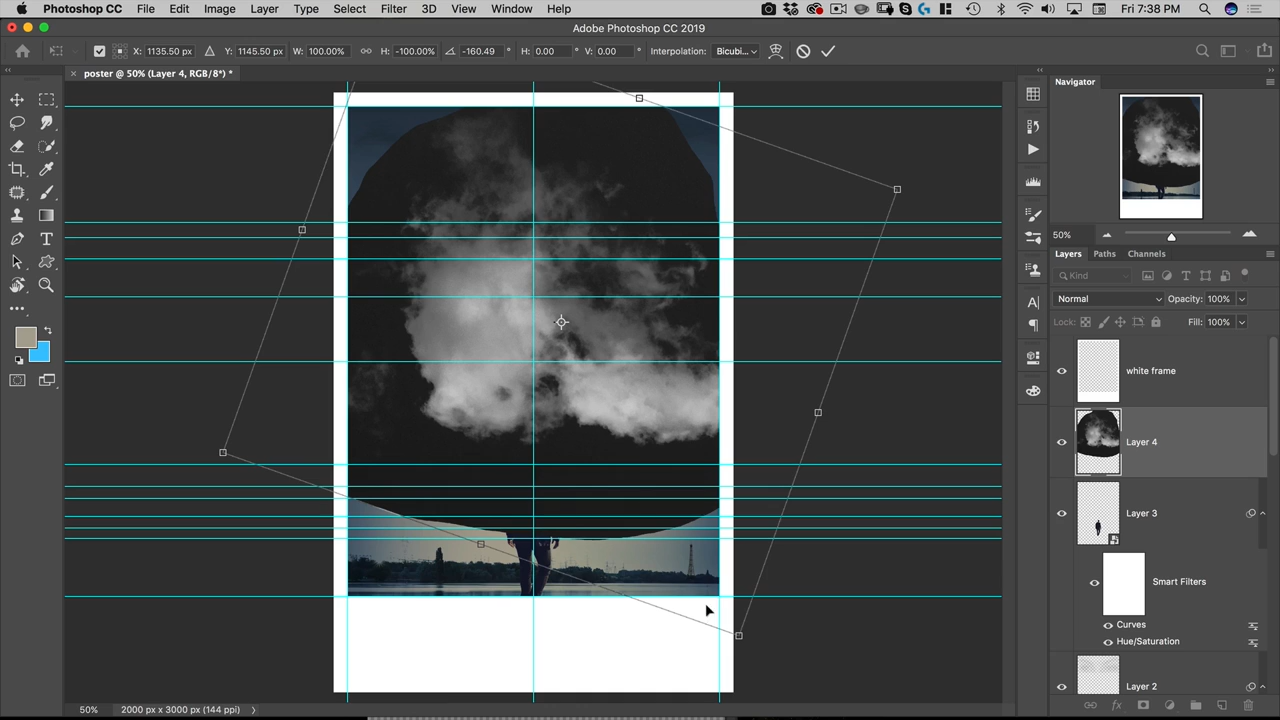 Photoshop CC File Edit Image Layer Type Select Filter 3D View Window Help Fri 7:38 PM
Adobe Photoshop CC 2019
X: 1135.50 px Y: 1145.50 px W: 100.00% H: -100.00% -160.49 ° H: 0.00 ° V: 0.00 ° Interpolation: Bicubi...
× poster @ 50% (Layer 4, RGB/8*) *
Navigator
50%
Layers Paths Channels
Kind
Normal Opacity: 100%
Lock: Fill: 100%
white frame
Layer 4
Layer 3
Smart Filters
Curves
Hue/Saturation
Layer 2
50% 2000 px x 3000 px (144 ppi)